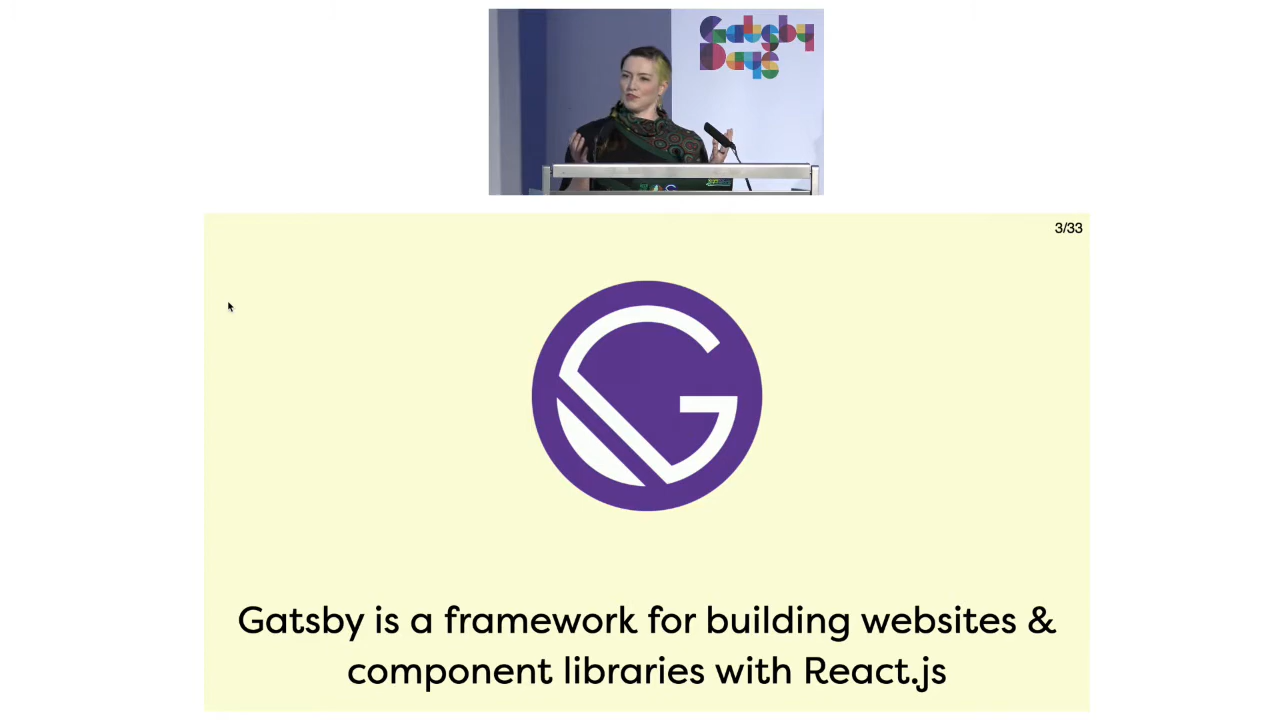 Gatsby
Days
3/33
Gatsby is a framework for building websites &
component libraries with React.js